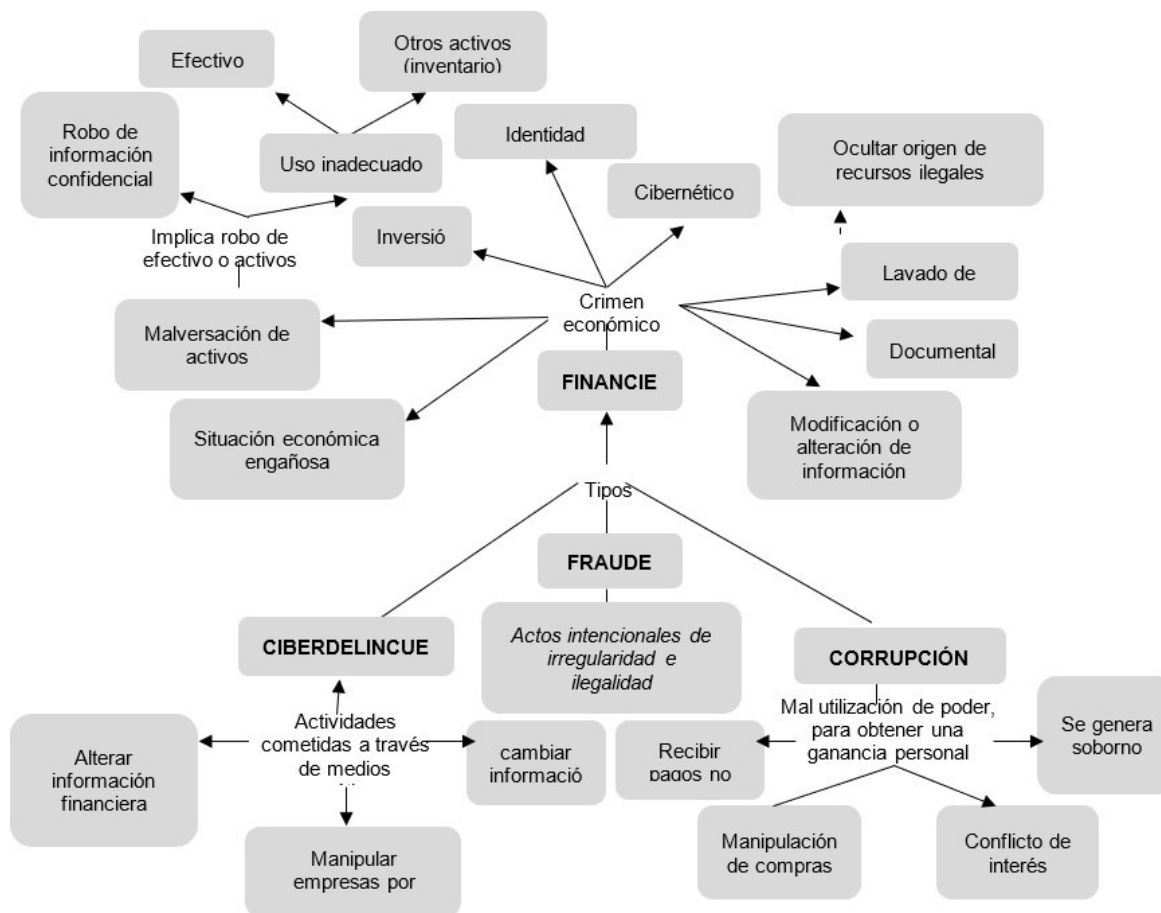 Efectivo
Otros activos
(inventario)
Robo de
información
confidencial
Uso inadecuado
Identidad
Cibernético
Ocultar origen de
recursos ilegales
Implica robo de
efectivo o activos
Inversió
Lavado de
Crimen
económico
Malversación de
activos
Documental
FINANCIE
Situación económica
engañosa
Modificación o
alteración de
información
Tipos
FRAUDE
CIBERDELINCUE
Actos intencionales de
irregularidad e
ilegalidad
CORRUPCIÓN
Alterar
información
financiera
Actividades
cometidas a través
de medios
cambiar
informació
Recibir
pagos no
Mal utilización de poder,
para obtener una
ganancia personal
Se genera
soborno
Manipular
empresas por
Manipulación
de compras
Conflicto de
interés